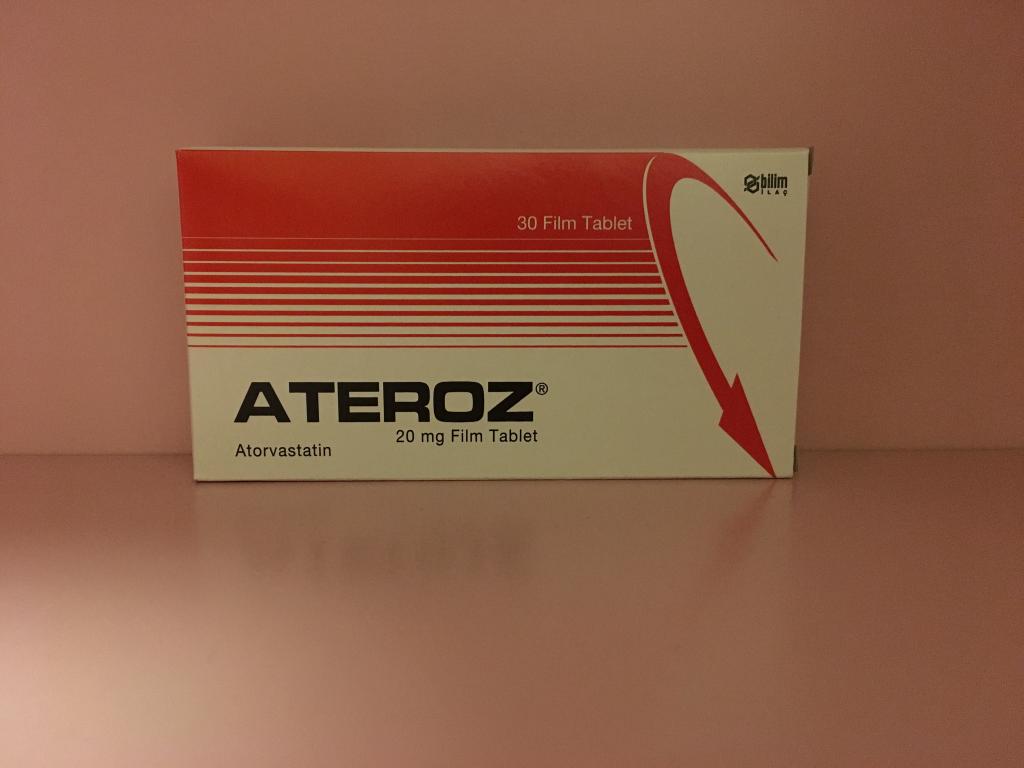 bilim
İLAÇ
30 Film Tablet
ATEROZ®
20 mg Film Tablet
Atorvastatin